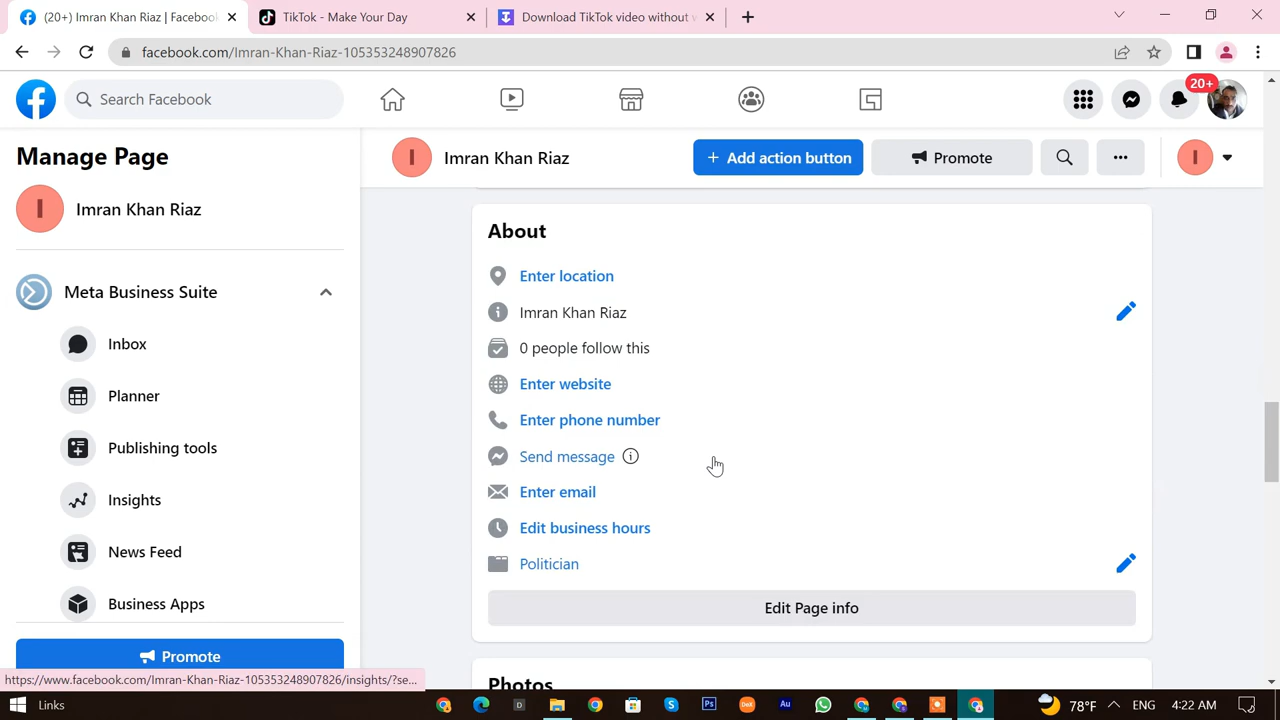 (20+) Imran Khan Riaz | Facebook
TikTok - Make Your Day
Download TikTok video without w
facebook.com/Imran-Khan-Riaz-105353248907826
Search Facebook
20+
Manage Page
I
Imran Khan Riaz
Meta Business Suite
Inbox
Planner
Publishing tools
Insights
News Feed
Business Apps
Promote
I
Imran Khan Riaz
+ Add action button
Promote
I
About
Enter location
Imran Khan Riaz
0 people follow this
Enter website
Enter phone number
Send message
Enter email
Edit business hours
Politician
Edit Page info
Photos
https://www.facebook.com/Imran-Khan-Riaz-105353248907826/insights/?se...
Links
D
Ps
DeX
Au
78°F
ENG
4:22 AM